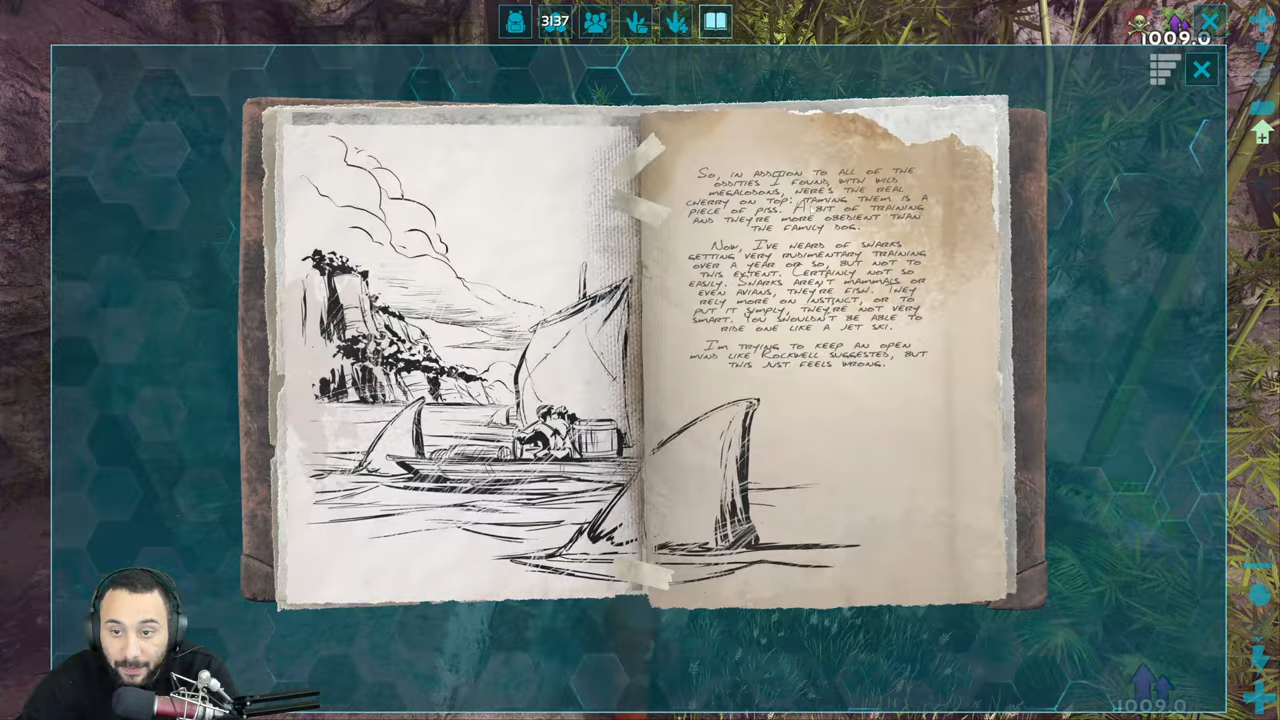 3137
1009.0
So, in addition to all of the
oddities I found with wild
megalodons, here's the real
cherry on top: taming them is a
piece of piss. A bit of training
and they're more obedient than
the family dog.
Now, I've heard of sharks
getting very rudimentary training
over a year or so, but not to
this extent. Certainly not so
easily. Sharks aren't mammals or
even avians, they're fish. They
rely more on instinct, or to
put it simply, they're not very
smart. You shouldn't be able to
ride one like a jet ski.
I'm trying to keep an open
mind like Rockwell suggested, but
this just feels wrong.
1009.0